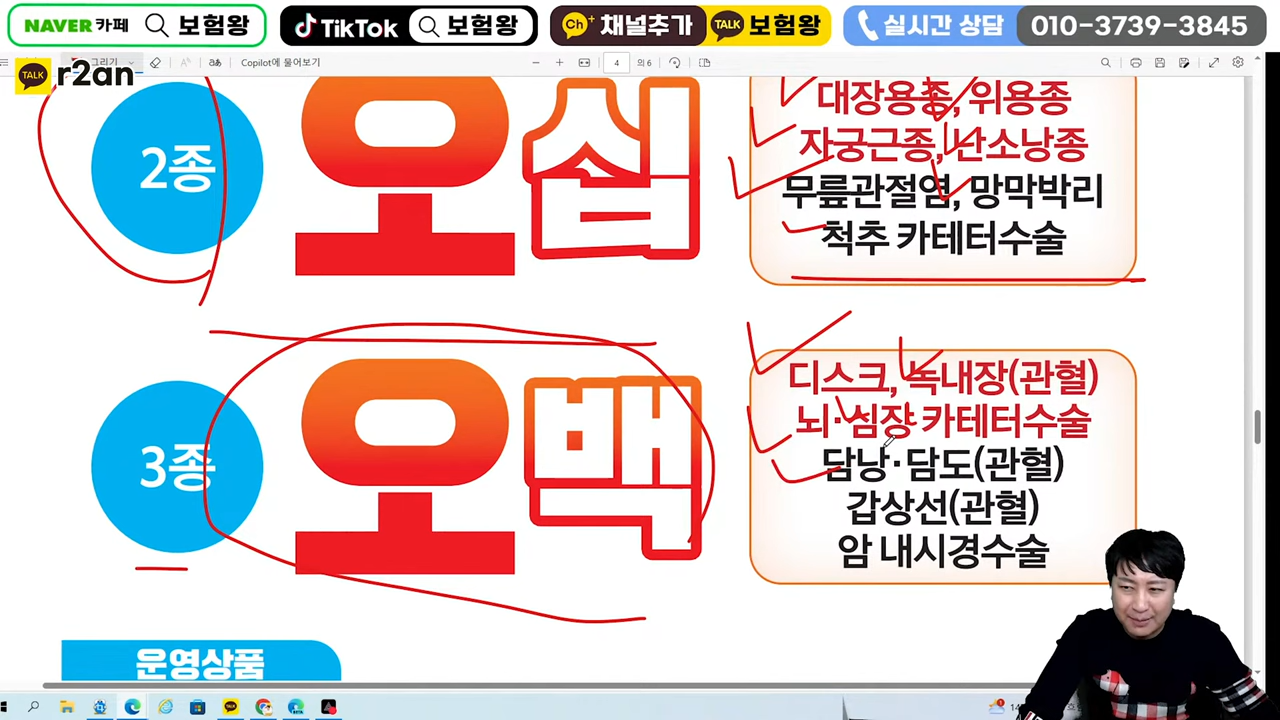 NAVER 카페 보험왕
TikTok 보험왕
Ch+ 채널추가 TALK 보험왕
실시간 상담 010-3739-3845
그리기
Copilot에 물어보기
4 의 6
TALK r2an
2종
오십
대장용종, 위용종
자궁근종, 난소낭종
무릎관절염, 망막박리
척추 카테터수술
3종
오백
디스크, 녹내장(관혈)
뇌·심장 카테터수술
담낭·담도(관혈)
갑상선(관혈)
암 내시경수술
운영상품